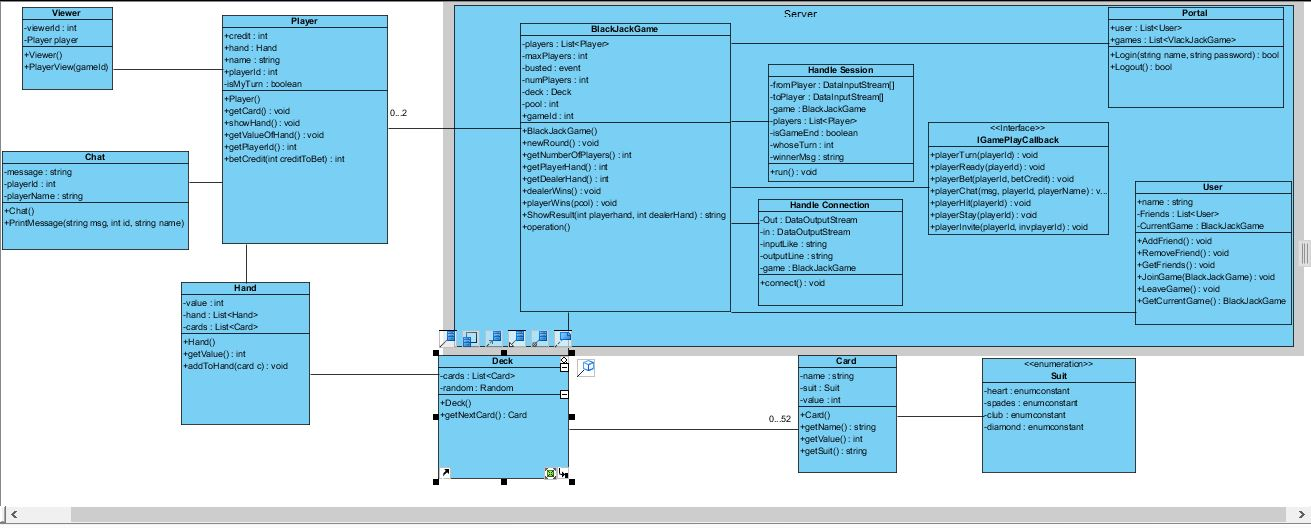 Viewer
-viewerId : int
-Player player
+Viewer()
+PlayerView(gameId)
Player
+credit : int
+hand : Hand
+name : string
+playerId : int
-isMyTurn : boolean
+Player()
+getCard() : void
+showHand() : void
+getValueOfHand() : void
+getPlayerId() : int
+betCredit(int creditToBet) : int
Chat
-message : string
-playerId : int
-playerName : string
+Chat()
+PrintMessage(string msg, int id, string name)
Hand
-value : int
-hand : List<Hand>
-cards : List<Card>
+Hand()
+getValue() : int
+addToHand(card c) : void
0...2
Server
BlackJackGame
-players : List<Player>
-maxPlayers : int
-busted : event
-numPlayers : int
-deck : Deck
-pool : int
+gameId : int
+BlackJackGame()
+newRound() : void
+getNumberOfPlayers() : int
+getPlayerHand() : int
+getDealerHand() : int
+dealerWins() : void
+playerWins(pool) : void
+ShowResult(int playerhand, int dealerHand) : string
+operation()
Handle Session
-fromPlayer : DataInputStream[]
-toPlayer : DataInputStream[]
-game : BlackJackGame
-players : List<Player>
-isGameEnd : boolean
-whoseTurn : int
-winnerMsg : string
+run() : void
Handle Connection
-Out : DataOutputStream
-in : DataOutputStream
-inputLike : string
-outputLine : string
-game : BlackJackGame
+connect() : void
Portal
+user : List<User>
+games : List<VlackJackGame>
+Login(string name, string password) : bool
+Logout() : bool
<<Interface>>
IGamePlayCallback
+playerTurn(playerId) : void
+playerReady(playerId) : void
+playerBet(playerId, betCredit) : void
+playerChat(msg, playerId, playerName) : v...
+playerHit(playerId) : void
+playerStay(playerId) : void
+playerInvite(playerId, invplayerId) : void
User
+name : string
-Friends : List<User>
-CurrentGame : BlackJackGame
+AddFriend() : void
+RemoveFriend() : void
+GetFriends() : void
+JoinGame(BlackJackGame) : void
+LeaveGame() : void
+GetCurrentGame() : BlackJackGame
Deck
-cards : List<Card>
-random : Random
+Deck()
+getNextCard() : Card
0...52
Card
-name : string
-suit : Suit
-value : int
+Card()
+getName() : string
+getValue() : int
+getSuit() : string
<<enumeration>>
Suit
-heart : enumconstant
-spades : enumconstant
-club : enumconstant
-diamond : enumconstant